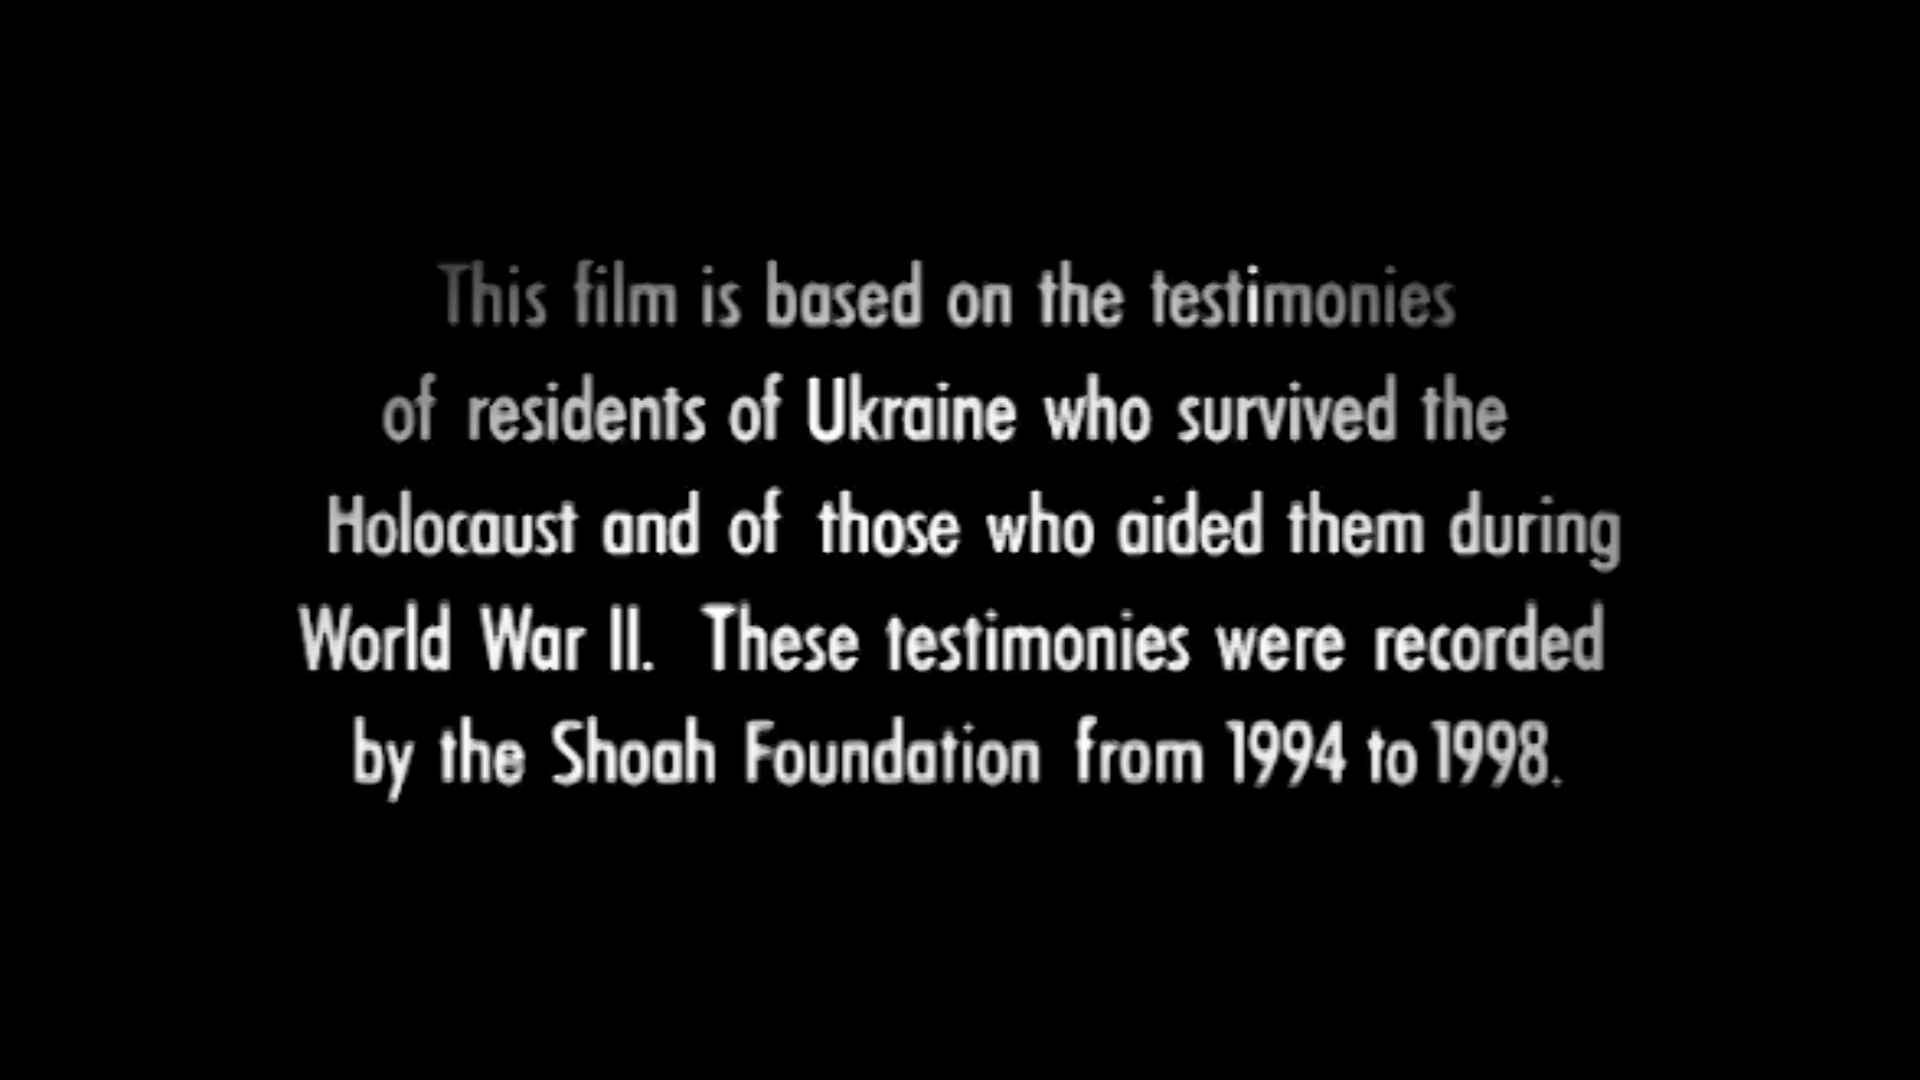 This film is based on the testimonies
of residents of Ukraine who survived the
Holocaust and of those who aided them during
World War II. These testimonies were recorded
by the Shoah Foundation from 1994 to 1998.